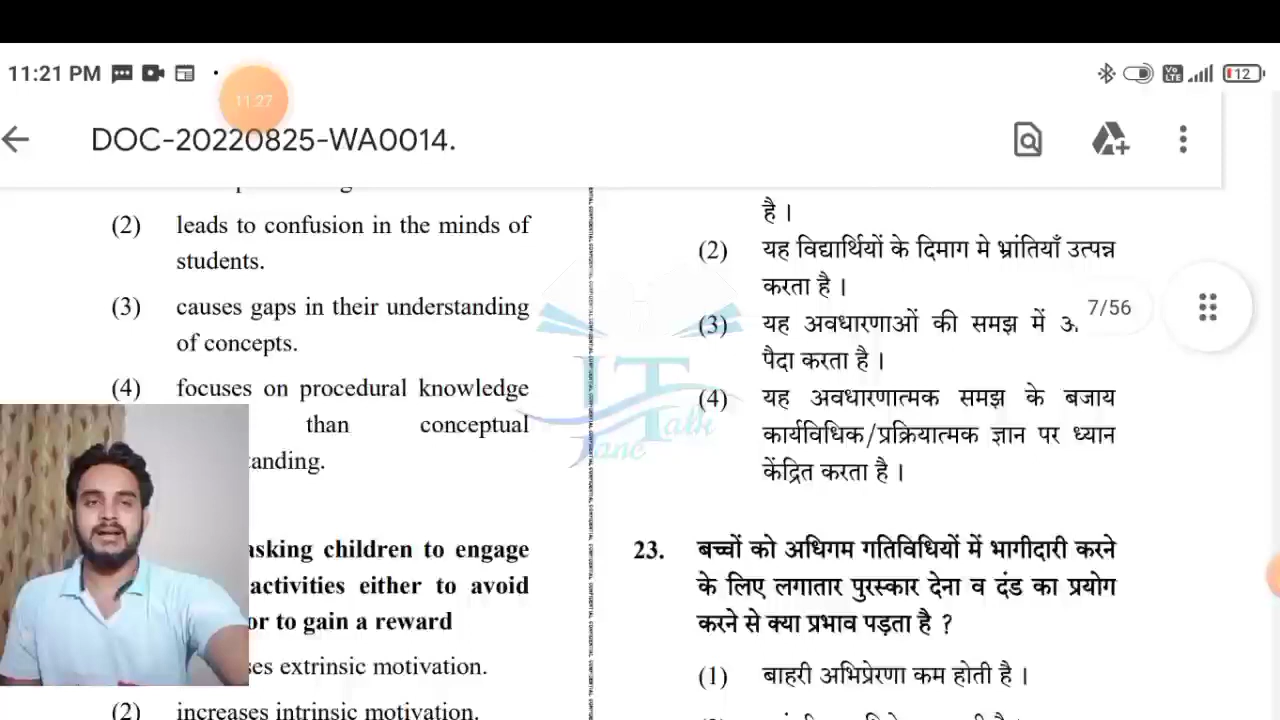 11:21 PM
12
11:27
DOC-20220825-WA0014.
(2) leads to confusion in the minds of
students.
(3) causes gaps in their understanding
of concepts.
(4) focuses on procedural knowledge
than conceptual
asking children to engage
activities either to avoid
or to gain a reward
extrinsic motivation.
(2) increases intrinsic motivation.
है ।
(2) यह विद्यार्थियों के दिमाग मे भ्रांतियाँ उत्पन्न
करता है ।
(3) यह अवधारणाओं की समझ में
पैदा करता है ।
(4) यह अवधारणात्मक समझ के बजाय
कार्यविधिक/प्रक्रियात्मक ज्ञान पर ध्यान
केंद्रित करता है ।
23. बच्चों को अधिगम गतिविधियों में भागीदारी करने
के लिए लगातार पुरस्कार देना व दंड का प्रयोग
करने से क्या प्रभाव पड़ता है ?
(1) बाहरी अभिप्रेरणा कम होती है ।
7/56
Talk